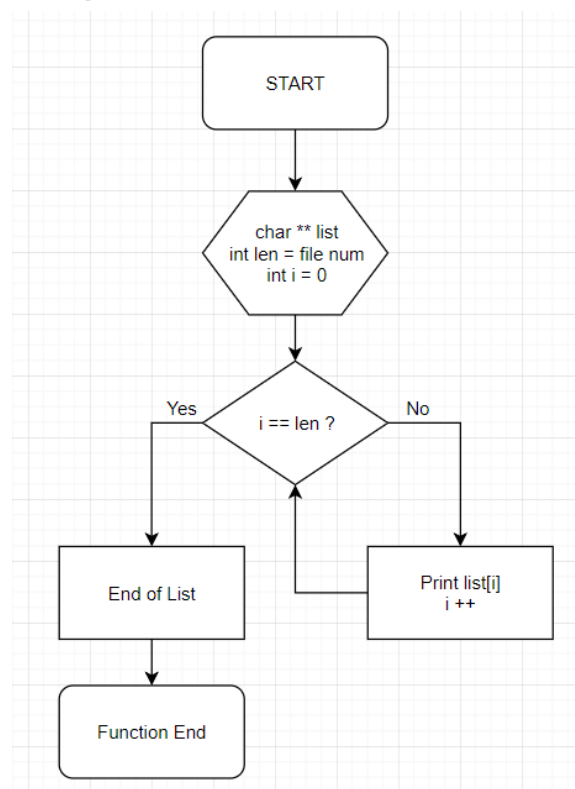 START
char ** list
int len = file num
int i = 0
i == len ?
Yes
No
End of List
Print list[i]
i ++
Function End